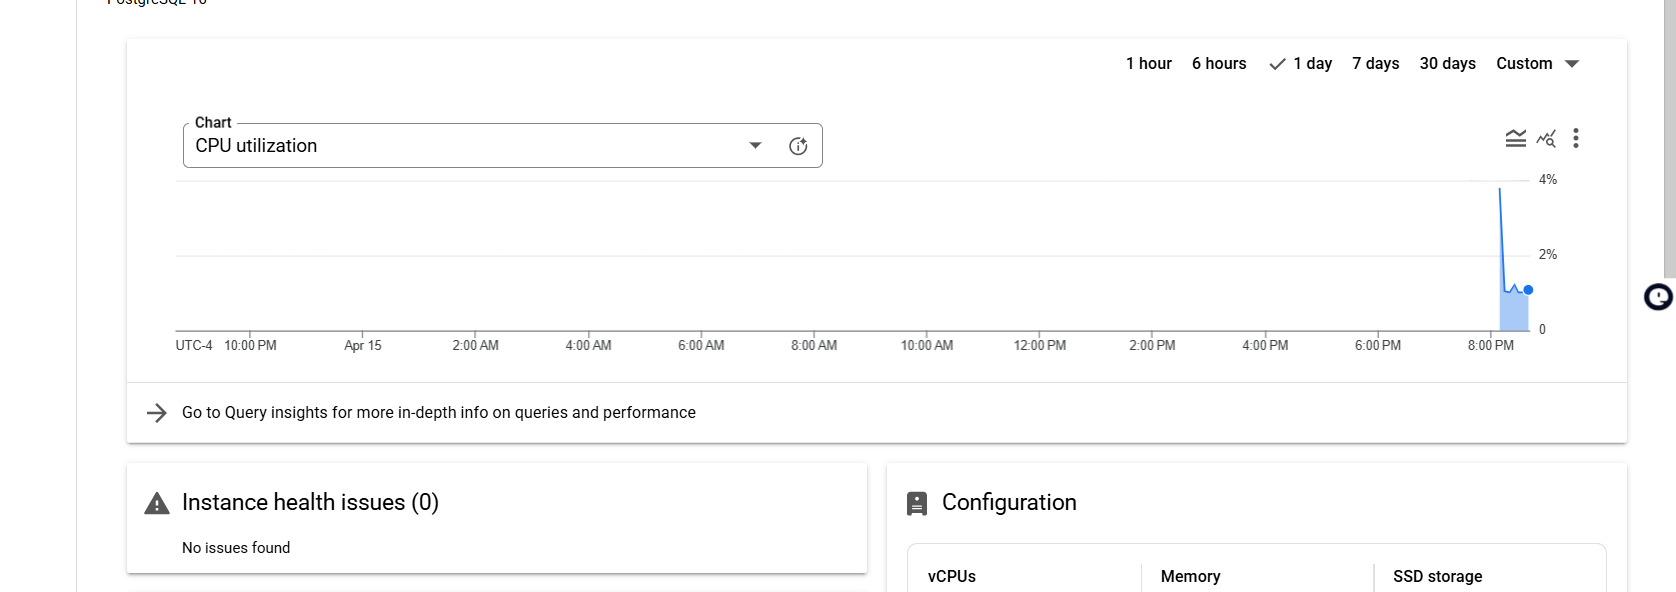 PostgreSQL 16
1 hour 6 hours 1 day 7 days 30 days Custom
Chart
CPU utilization
4%
2%
0
UTC-4 10:00 PM Apr 15 2:00 AM 4:00 AM 6:00 AM 8:00 AM 10:00 AM 12:00 PM 2:00 PM 4:00 PM 6:00 PM 8:00 PM
Go to Query insights for more in-depth info on queries and performance
Instance health issues (0)
No issues found
Configuration
vCPUs Memory SSD storage